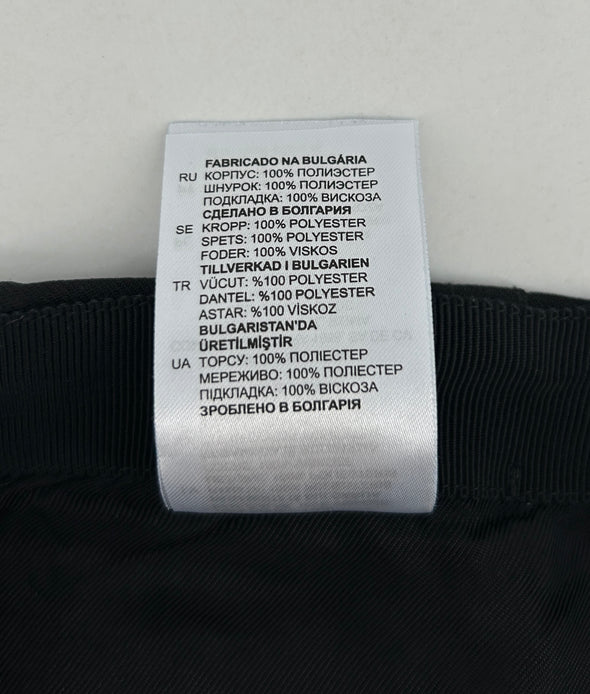 FABRICADO NA BULGÁRIA
RU КОРПУС: 100% ПОЛИЭСТЕР
ШНУРОК: 100% ПОЛИЭСТЕР
ПОДКЛАДКА: 100% ВИСКОЗА
СДЕЛАНО В БОЛГАРИЯ
SE KROPP: 100% POLYESTER
SPETS: 100% POLYESTER
FODER: 100% VISKOS
TILLVERKAD I BULGARIEN
TR VÜCUT: %100 POLYESTER
DANTEL: %100 POLYESTER
ASTAR: %100 VİSKOZ
BULGARISTAN'DA
ÜRETİLMİŞTİR
UA ТОРСУ: 100% ПОЛІЕСТЕР
МЕРЕЖИВО: 100% ПОЛІЕСТЕР
ПІДКЛАДКА: 100% ВІСКОЗА
ЗРОБЛЕНО В БОЛГАРІЯ